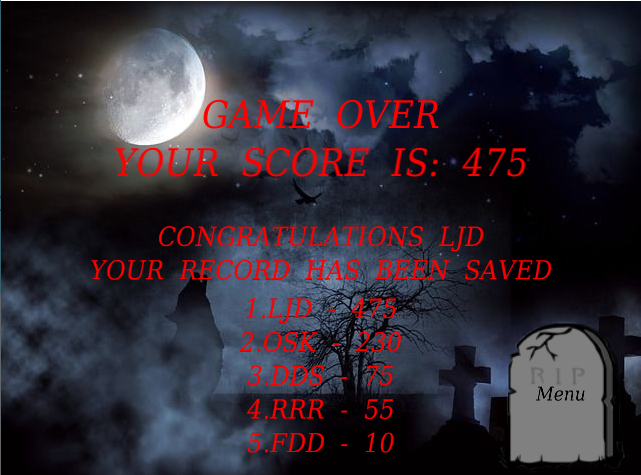 GAME OVER
YOUR SCORE IS: 475
CONGRATULATIONS LJD
YOUR RECORD HAS BEEN SAVED
1.LJD - 475
2.OSK - 230
3.DDS - 75
4.RRR - 55
5.FDD - 10
RIP
Menu